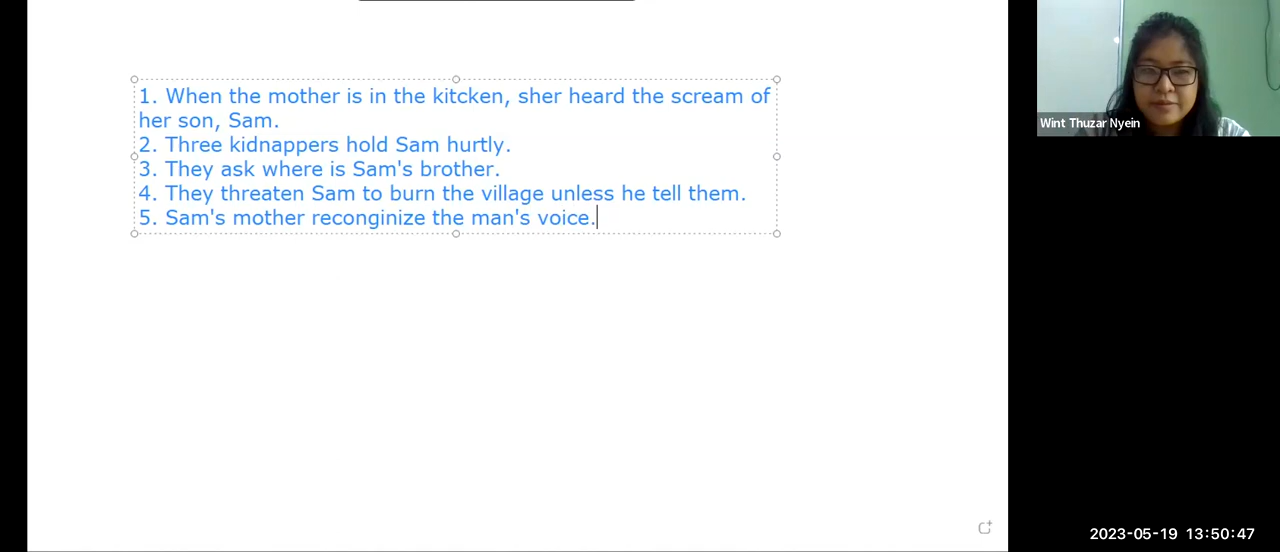 1. When the mother is in the kitcken, sher heard the scream of
her son, Sam.
2. Three kidnappers hold Sam hurtly.
3. They ask where is Sam's brother.
4. They threaten Sam to burn the village unless he tell them.
5. Sam's mother reconginize the man's voice.
Wint Thuzar Nyein
2023-05-19 13:50:47